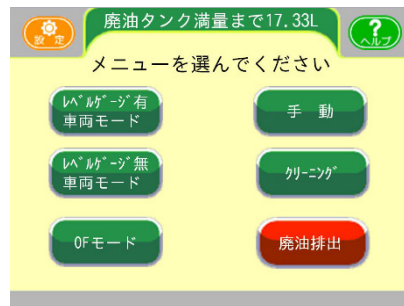 設 定
廃油タンク満量まで17.33L
?
ヘルプ
メニューを選んでください
ﾚﾍﾞﾙｹﾞｰｼﾞ有
車両モード
手 動
ﾚﾍﾞﾙｹﾞｰｼﾞ無
車両モード
ｸﾘｰﾆﾝｸﾞ
OFモード
廃油排出